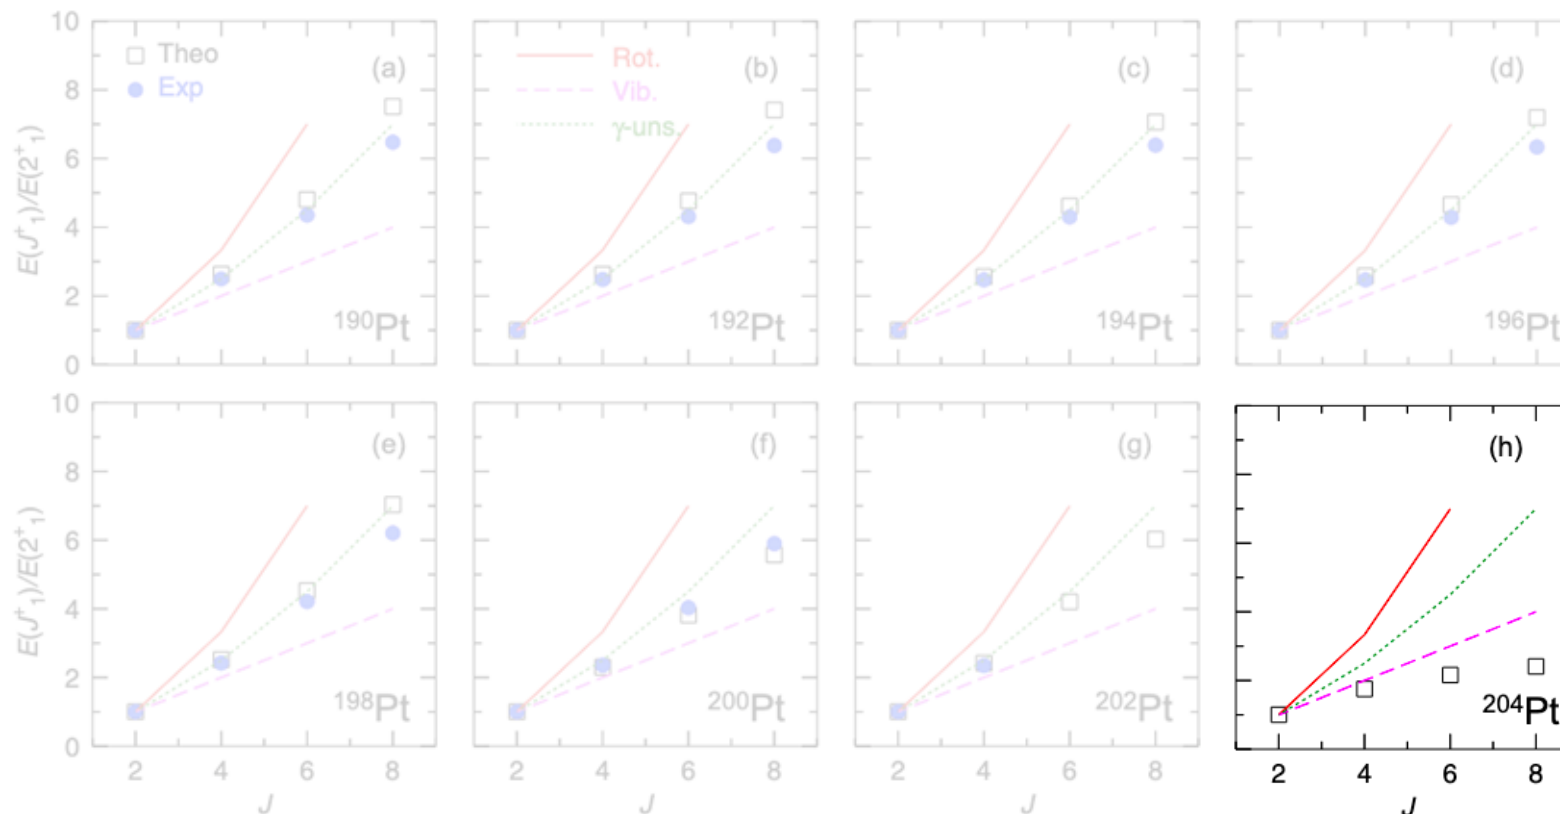 10
8
6
4
2
0
E(J⁺₁)/E(2⁺₁)
Theo
Exp
(a)
¹⁹⁰Pt
Rot.
Vib.
γ-uns.
(b)
¹⁹²Pt
(c)
¹⁹⁴Pt
(d)
¹⁹⁶Pt
10
8
6
4
2
0
E(J⁺₁)/E(2⁺₁)
(e)
¹⁹⁸Pt
2 4 6 8
J
(f)
²⁰⁰Pt
2 4 6 8
(g)
²⁰²Pt
2 4 6 8
J
(h)
²⁰⁴Pt
2 4 6 8
J